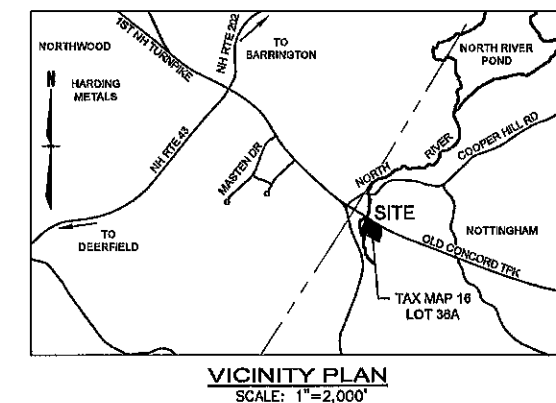 NORTHWOOD
1ST NH TURNPIKE
NH RTE 202
TO
BARRINGTON
NORTH RIVER
POND
N
HARDING
METALS
NH RTE 43
MASTEN DR
NORTH
RIVER
COOPER HILL RD
SITE
NOTTINGHAM
OLD CONCORD TPK
TO
DEERFIELD
TAX MAP 16
LOT 38A
VICINITY PLAN
SCALE: 1"=2,000'